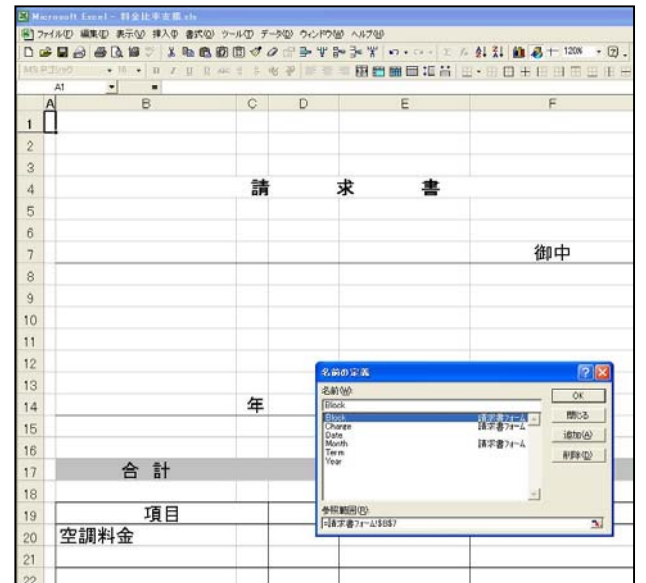 Microsoft Excel - 料金比率支援.xls
ファイル(F) 編集(E) 表示(V) 挿入(I) 書式(O) ツール(T) データ(D) ウィンドウ(W) ヘルプ(H)
120%
A1
A B C D E F
1
2
3
4 請 求 書
5
6
7 御中
8
9
10
11
12
13
14 年
15
16
17 合 計
18
19 項目
20 空調料金
21
22
名前の定義
名前(W):
Block
OK
Block 請求書フォーム
閉じる
Charge 請求書フォーム
Date
追加(A)
Month 請求書フォーム
Term
削除(D)
Year
参照範囲(R):
=請求書フォーム!$B$7